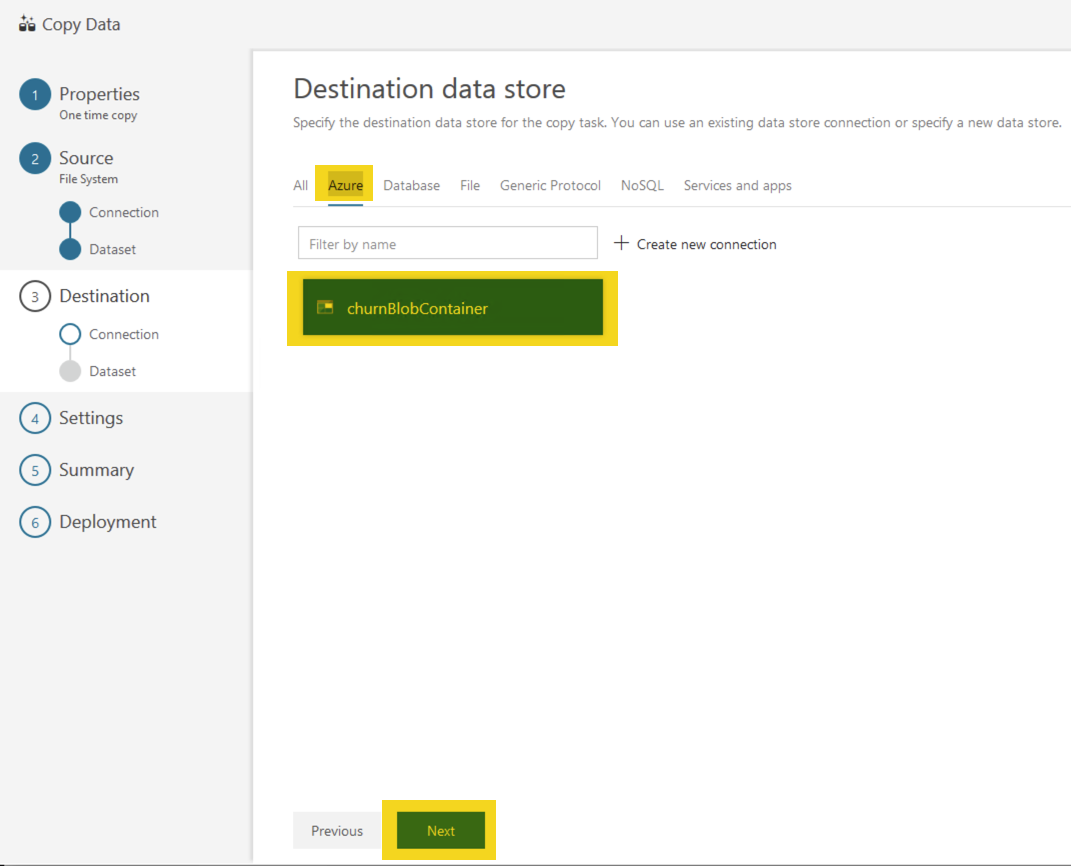 Copy Data
1
Properties
One time copy
2
Source
File System
Connection
Dataset
3
Destination
Connection
Dataset
4
Settings
5
Summary
6
Deployment
Destination data store
Specify the destination data store for the copy task. You can use an existing data store connection or specify a new data store.
All Azure Database File Generic Protocol NoSQL Services and apps
Filter by name
Create new connection
churnBlobContainer
Previous Next